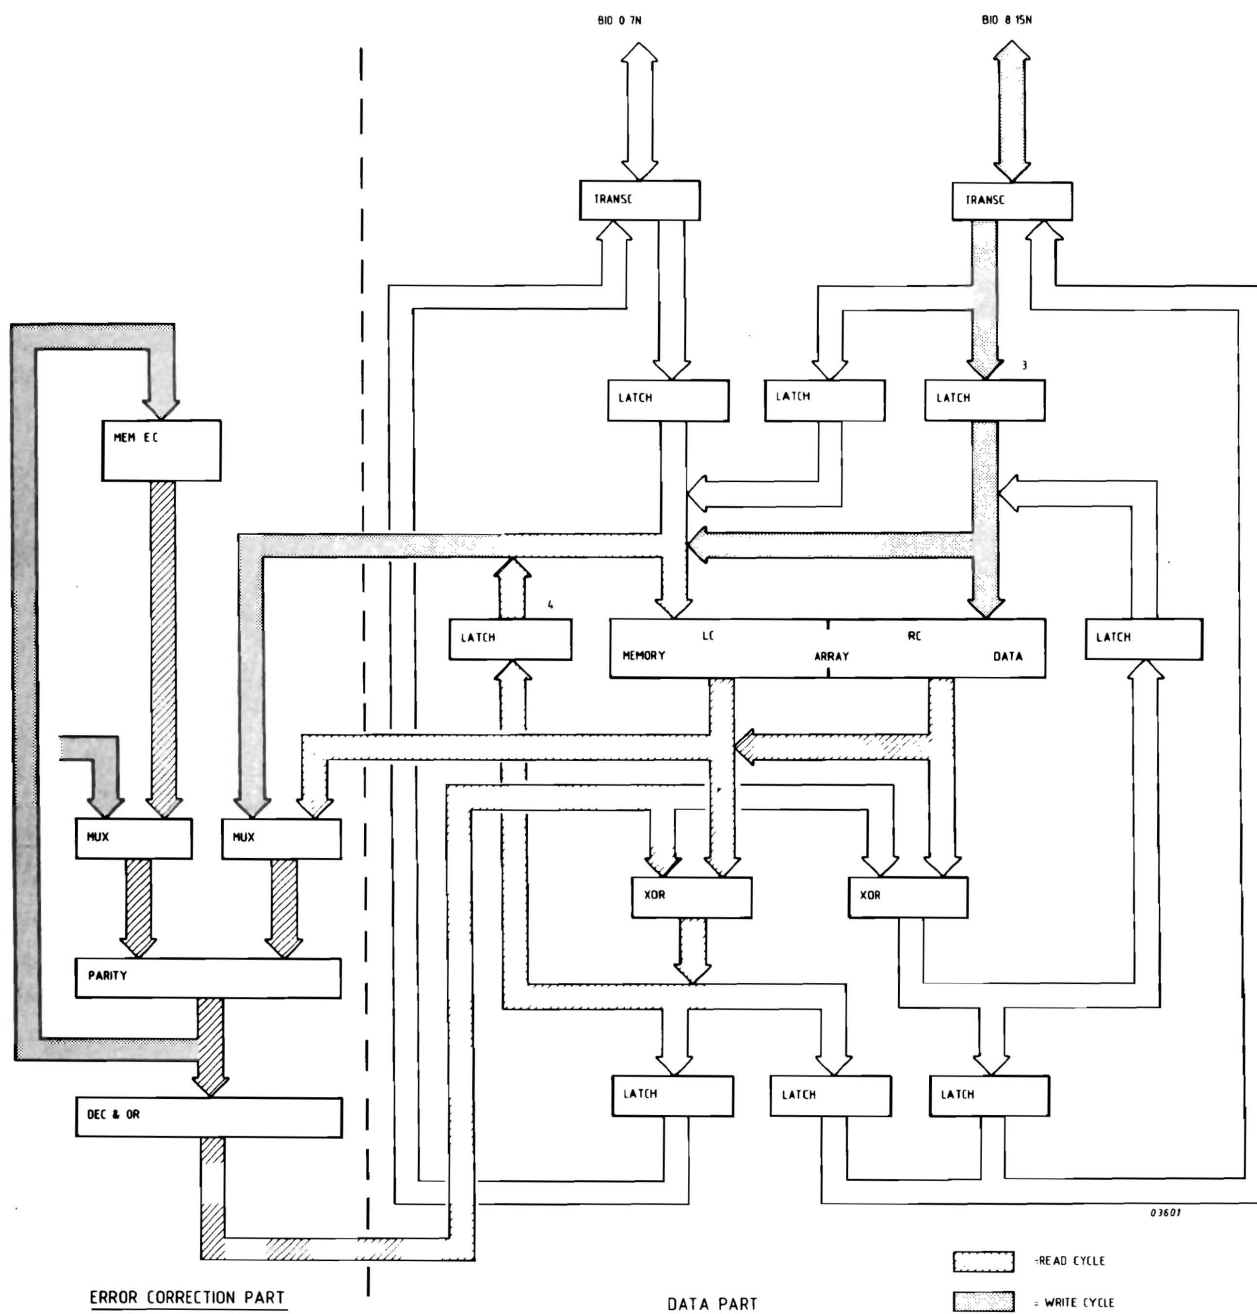 BIO 0 7N
BIO 8 15N
TRANSC
TRANSC
3
LATCH
LATCH
LATCH
MEM EC
4
LATCH
LC
RC
MEMORY ARRAY DATA
LATCH
MUX
MUX
XOR
XOR
PARITY
LATCH
LATCH
LATCH
DEC & OR
03601
=READ CYCLE
= WRITE CYCLE
ERROR CORRECTION PART
DATA PART